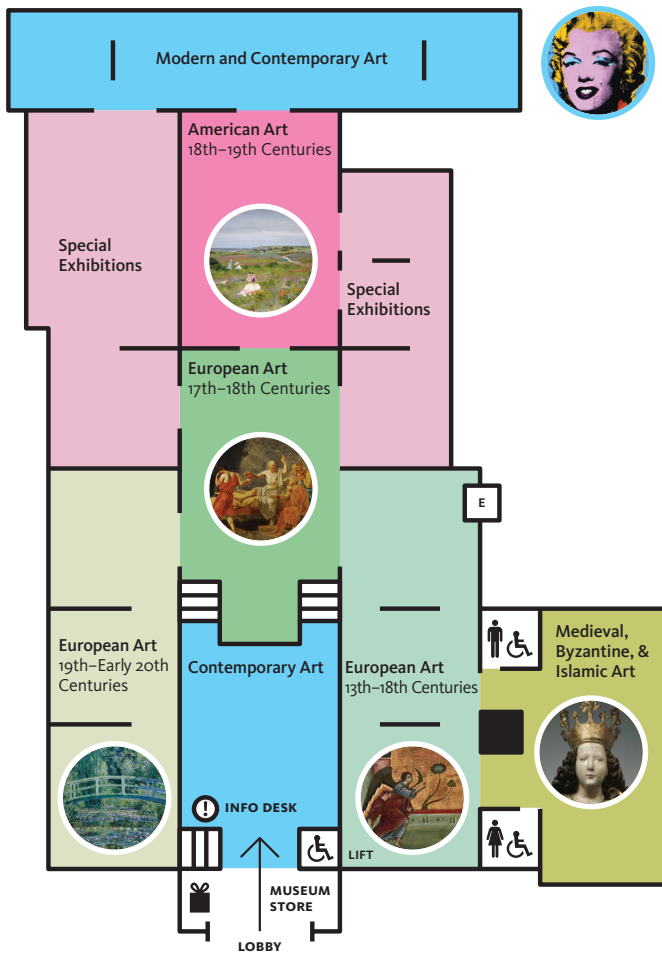 Modern and Contemporary Art
American Art
18th–19th Centuries
Special
Exhibitions
Special
Exhibitions
European Art
17th–18th Centuries
E
European Art
19th–Early 20th
Centuries
Contemporary Art
European Art
13th–18th Centuries
Medieval,
Byzantine, &
Islamic Art
INFO DESK
LIFT
MUSEUM
STORE
LOBBY